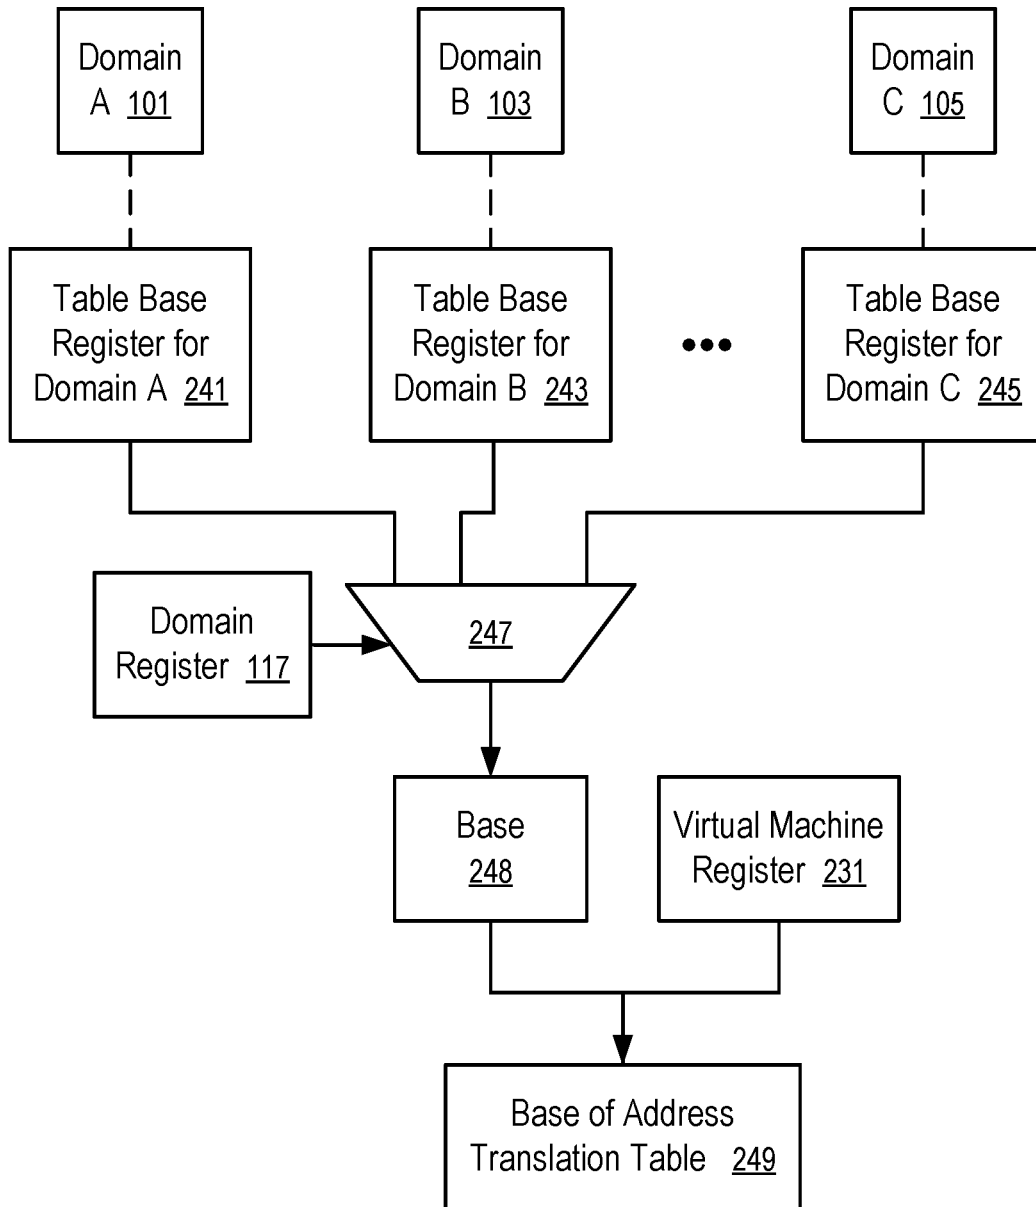 Domain
A 101
Domain
B 103
Domain
C 105
Table Base
Register for
Domain A 241
Table Base
Register for
Domain B 243
•••
Table Base
Register for
Domain C 245
Domain
Register 117
247
Base
248
Virtual Machine
Register 231
Base of Address
Translation Table 249